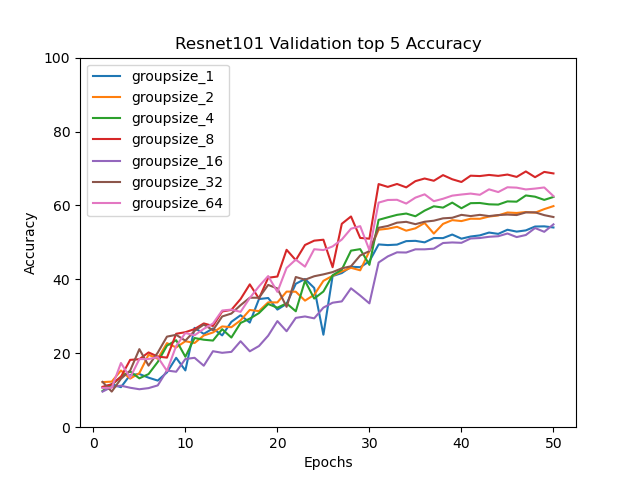 Resnet101 Validation top 5 Accuracy
100
80
60
40
20
0
Accuracy
groupsize_1
groupsize_2
groupsize_4
groupsize_8
groupsize_16
groupsize_32
groupsize_64
0 10 20 30 40 50
Epochs